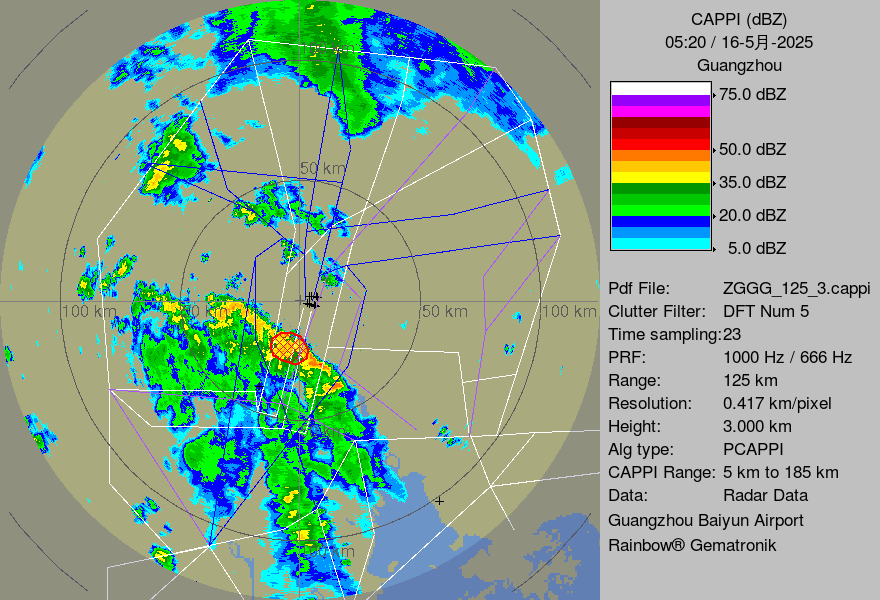 CAPPI (dBZ)
05:20 / 16-5月-2025
Guangzhou
75.0 dBZ
50.0 dBZ
35.0 dBZ
20.0 dBZ
5.0 dBZ
Pdf File: ZGGG_125_3.cappi
Clutter Filter: DFT Num 5
Time sampling:23
PRF: 1000 Hz / 666 Hz
Range: 125 km
Resolution: 0.417 km/pixel
Height: 3.000 km
Alg type: PCAPPI
CAPPI Range: 5 km to 185 km
Data: Radar Data
Guangzhou Baiyun Airport
Rainbow® Gematronik
50 km
100 km
50 km
100 km
km
km